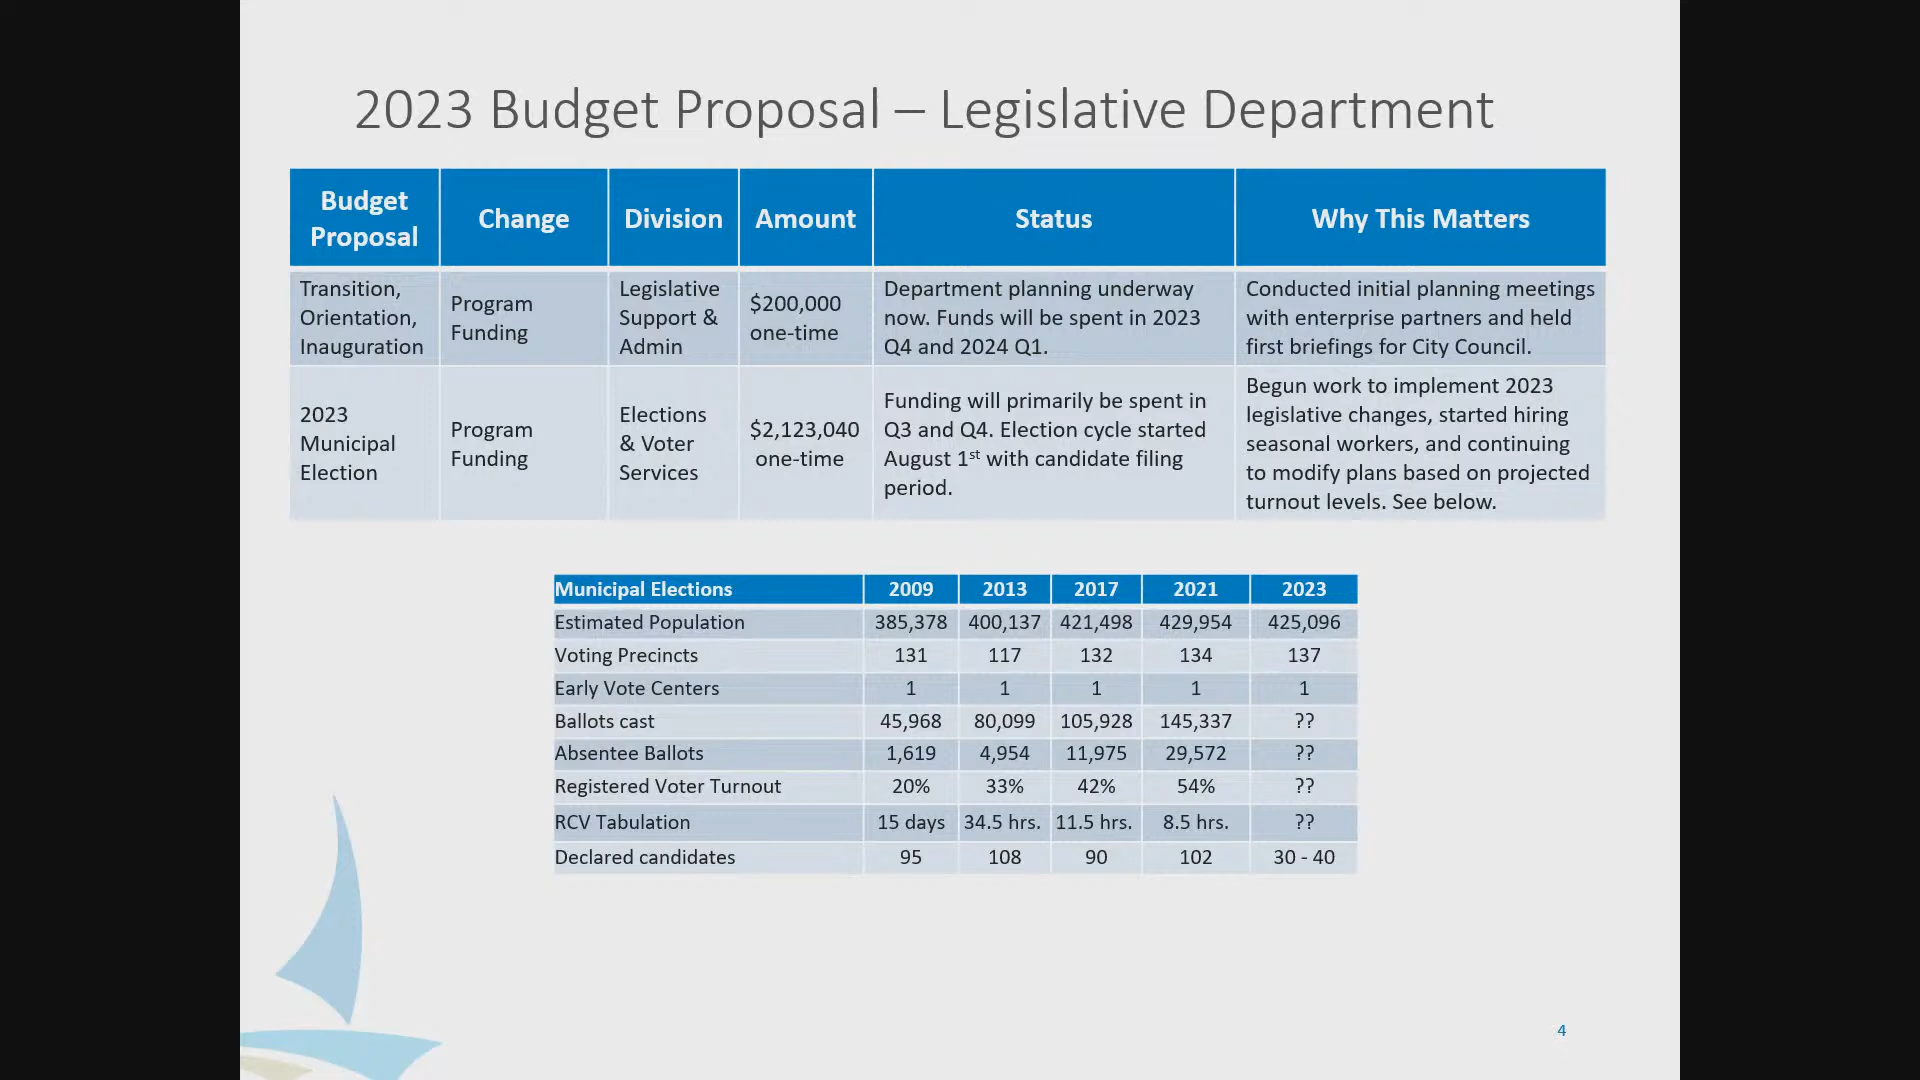 2023 Budget Proposal – Legislative Department
Budget Proposal | Change | Division | Amount | Status | Why This Matters
Transition, Orientation, Inauguration | Program Funding | Legislative Support & Admin | $200,000 one-time | Department planning underway now. Funds will be spent in 2023 Q4 and 2024 Q1. | Conducted initial planning meetings with enterprise partners and held first briefings for City Council.
2023 Municipal Election | Program Funding | Elections & Voter Services | $2,123,040 one-time | Funding will primarily be spent in Q3 and Q4. Election cycle started August 1st with candidate filing period. | Begun work to implement 2023 legislative changes, started hiring seasonal workers, and continuing to modify plans based on projected turnout levels. See below.
Municipal Elections | 2009 | 2013 | 2017 | 2021 | 2023
Estimated Population | 385,378 | 400,137 | 421,498 | 429,954 | 425,096
Voting Precincts | 131 | 117 | 132 | 134 | 137
Early Vote Centers | 1 | 1 | 1 | 1 | 1
Ballots cast | 45,968 | 80,099 | 105,928 | 145,337 | ??
Absentee Ballots | 1,619 | 4,954 | 11,975 | 29,572 | ??
Registered Voter Turnout | 20% | 33% | 42% | 54% | ??
RCV Tabulation | 15 days | 34.5 hrs. | 11.5 hrs. | 8.5 hrs. | ??
Declared candidates | 95 | 108 | 90 | 102 | 30 - 40
4